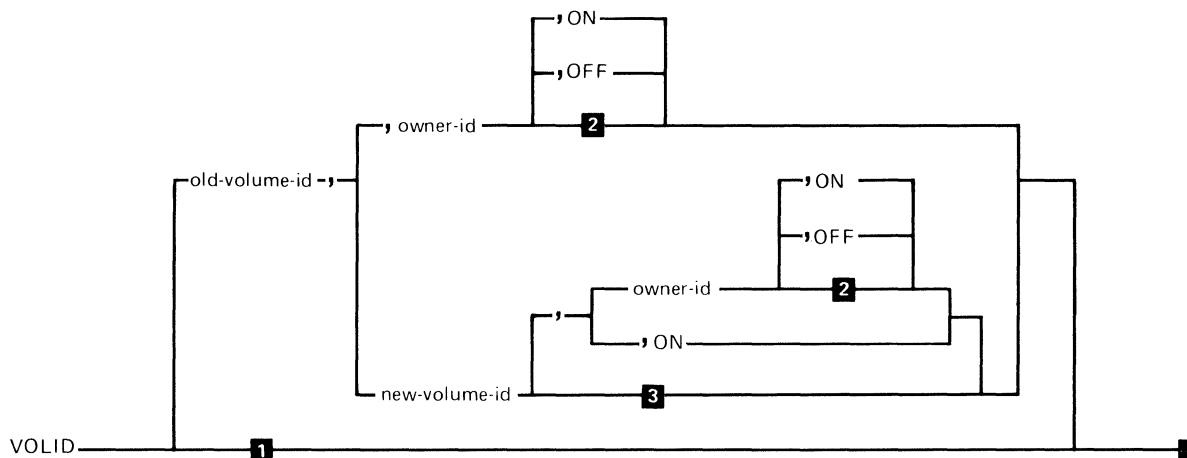 ,ON
,OFF
,owner-id 2
old-volume-id -,
,ON
,OFF
owner-id 2
,
,ON
new-volume-id 3
VOLID 1